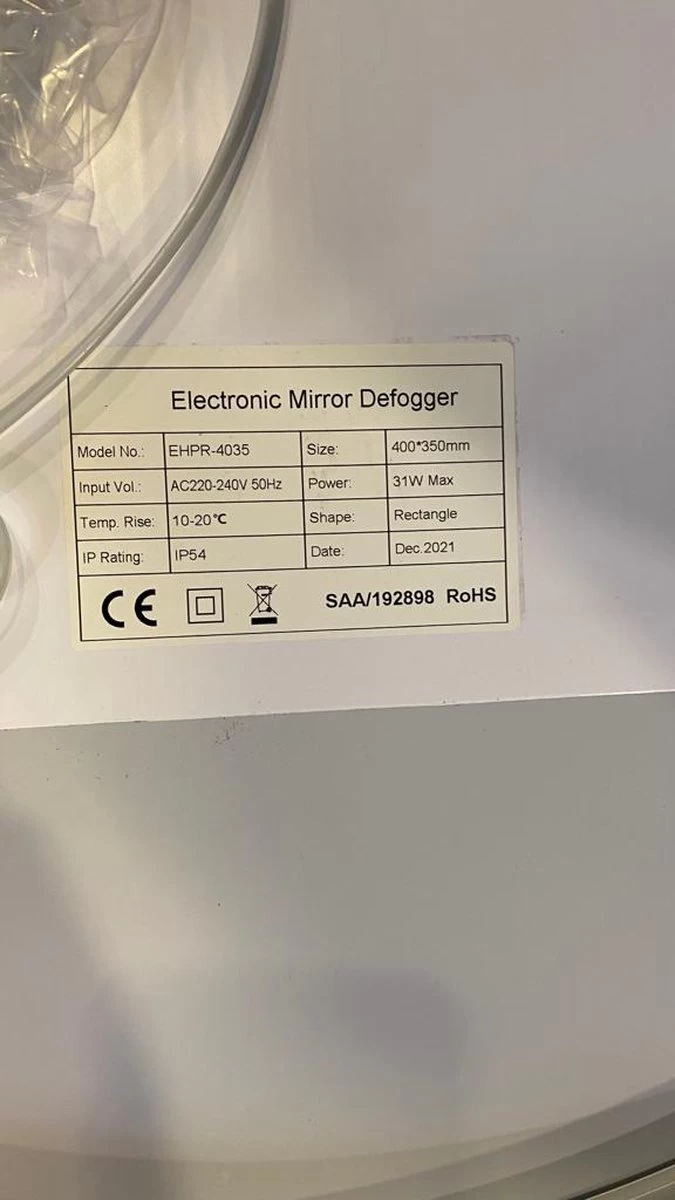 Electronic Mirror Defogger
Model No.: EHPR-4035 Size: 400*350mm
Input Vol.: AC220-240V 50Hz Power: 31W Max
Temp. Rise: 10-20℃ Shape: Rectangle
IP Rating: IP54 Date: Dec.2021
CE SAA/192898 RoHS